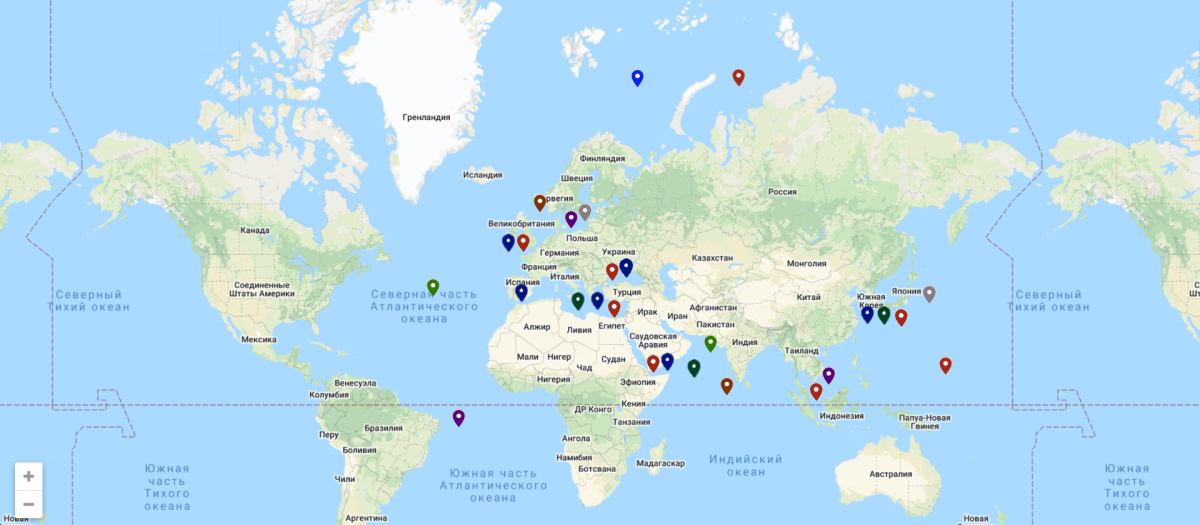 Гренландия
Финляндия
Исландия
Швеция
рвегия
Россия
Великобритания
Канада
Польша
Германия
Украина
Казахстан
Монголия
Франция
Италия
Испания
Турция
Соединенные
Штаты Америки
Северный
Тихий океан
Северная часть
Атлантического
океана
Китай
Южная
Корея
Япония
Северный
Тихий океан
Ирак
Иран
Афганистан
Пакистан
Алжир
Ливия
Египет
Саудовская
Аравия
Индия
Мексика
Мали
Нигер
Чад
Судан
Таиланд
Нигерия
Эфиопия
Венесуэла
Колумбия
Кения
ДР Конго
Танзания
Индонезия
Папуа-Новая
Гвинея
Перу
Бразилия
Боливия
Ангола
Намибия
Ботсвана
Мадагаскар
Индийский
океан
Австралия
Чили
Южная
часть
Тихого
океана
Южная часть
Атлантического
океана
Южная
часть
Тихого
океана
Аргентина
Новая
Новая
+
−